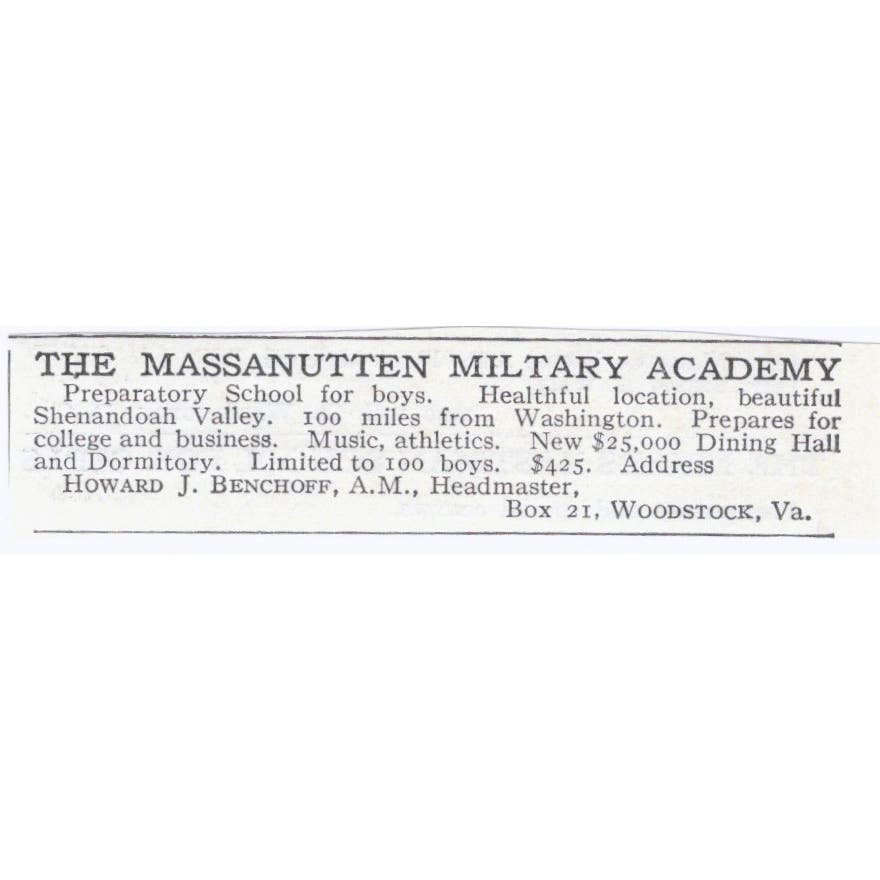 THE MASSANUTTEN MILTARY ACADEMY
Preparatory School for boys. Healthful location, beautiful
Shenandoah Valley. 100 miles from Washington. Prepares for
college and business. Music, athletics. New $25,000 Dining Hall
and Dormitory. Limited to 100 boys. $425. Address
HOWARD J. BENCHOFF, A.M., Headmaster,
Box 21, WOODSTOCK, Va.